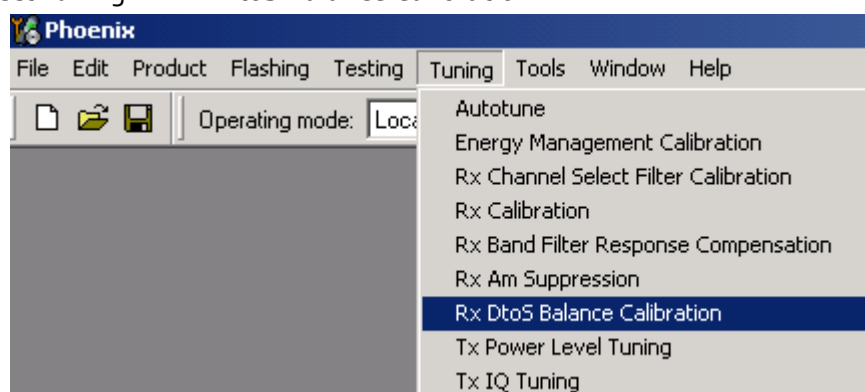 Phoenix
File Edit Product Flashing Testing Tuning Tools Window Help
Operating mode: Loca
Autotune
Energy Management Calibration
Rx Channel Select Filter Calibration
Rx Calibration
Rx Band Filter Response Compensation
Rx Am Suppression
Rx DtoS Balance Calibration
Tx Power Level Tuning
Tx IQ Tuning